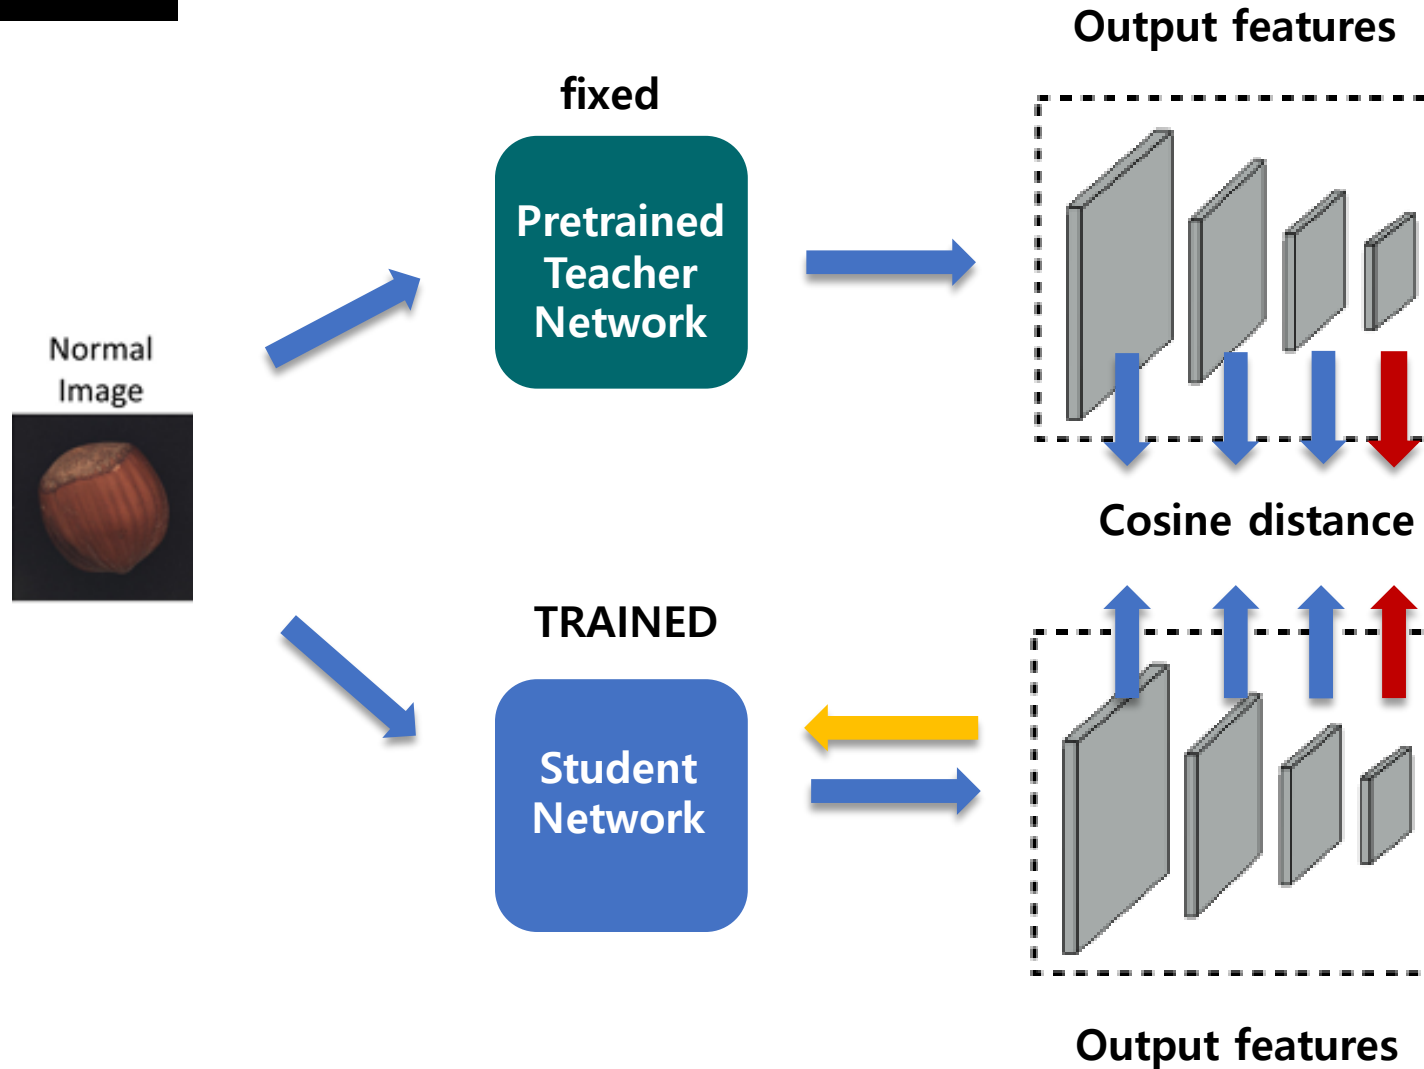 Output features
fixed
Pretrained
Teacher
Network
Normal
Image
Cosine distance
TRAINED
Student
Network
Output features